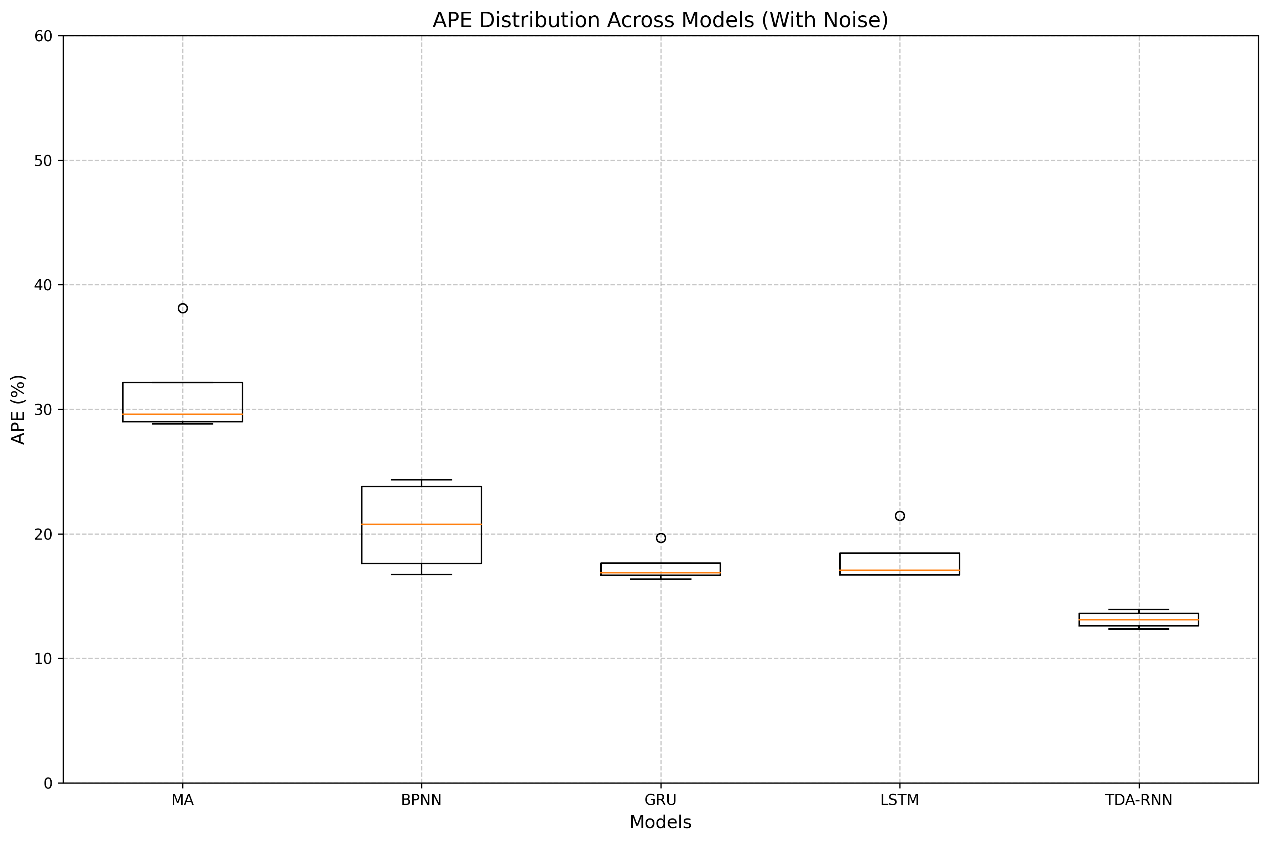 APE Distribution Across Models (With Noise)
60
50
40
30
20
10
0
APE (%)
MA BPNN GRU LSTM TDA-RNN
Models